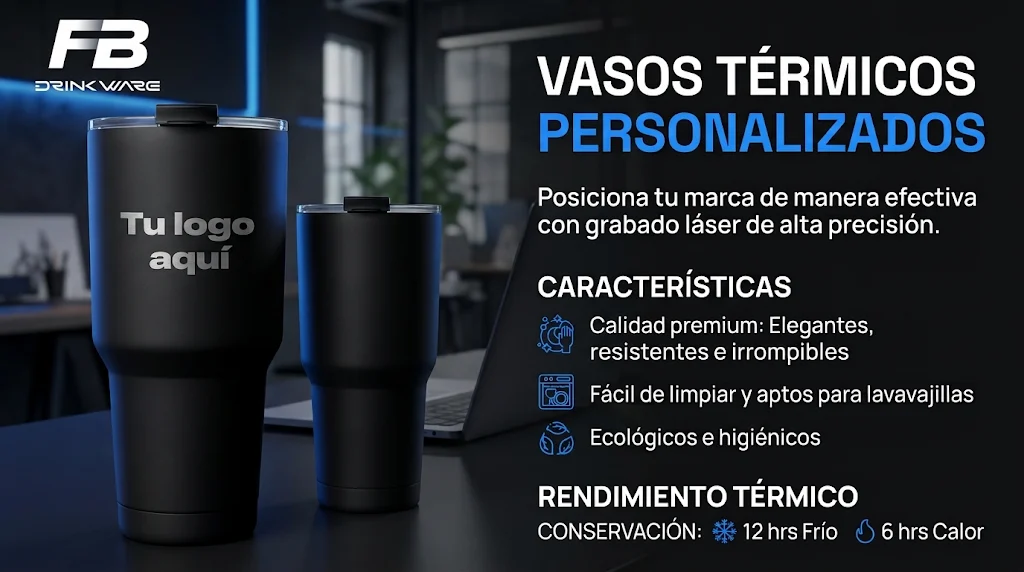 FB
DRINKWARE
Tu logo
aquí
VASOS TÉRMICOS
PERSONALIZADOS
Posiciona tu marca de manera efectiva
con grabado láser de alta precisión.
CARACTERÍSTICAS
Calidad premium: Elegantes,
resistentes e irrompibles
Fácil de limpiar y aptos para lavavajillas
Ecológicos e higiénicos
RENDIMIENTO TÉRMICO
CONSERVACIÓN: 12 hrs Frío 6 hrs Calor